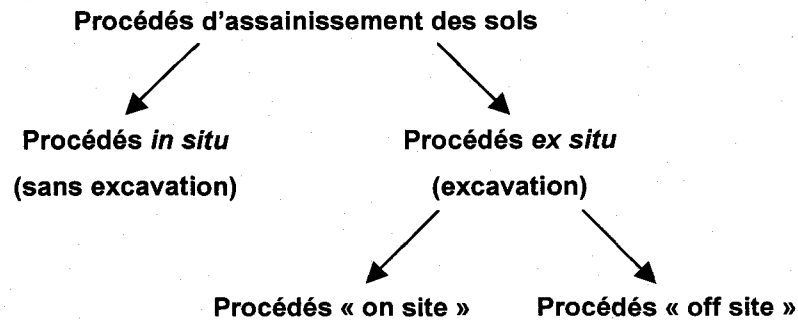 Procédés d'assainissement des sols
Procédés in situ
(sans excavation)
Procédés ex situ
(excavation)
Procédés « on site »
Procédés « off site »